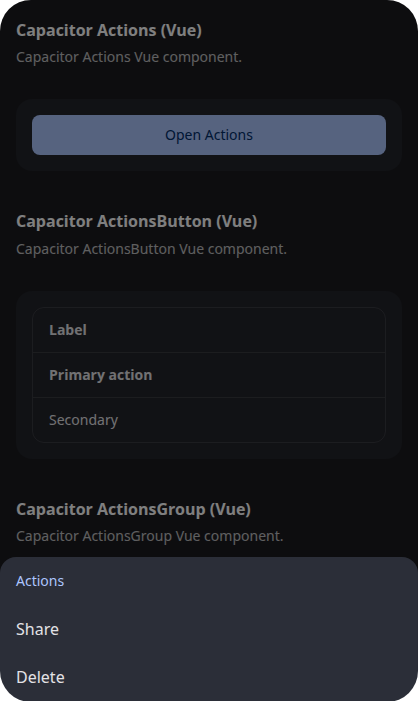 Capacitor Actions (Vue)
Capacitor Actions Vue component.
Open Actions
Capacitor ActionsButton (Vue)
Capacitor ActionsButton Vue component.
Label
Primary action
Secondary
Capacitor ActionsGroup (Vue)
Capacitor ActionsGroup Vue component.
Actions
Share
Delete